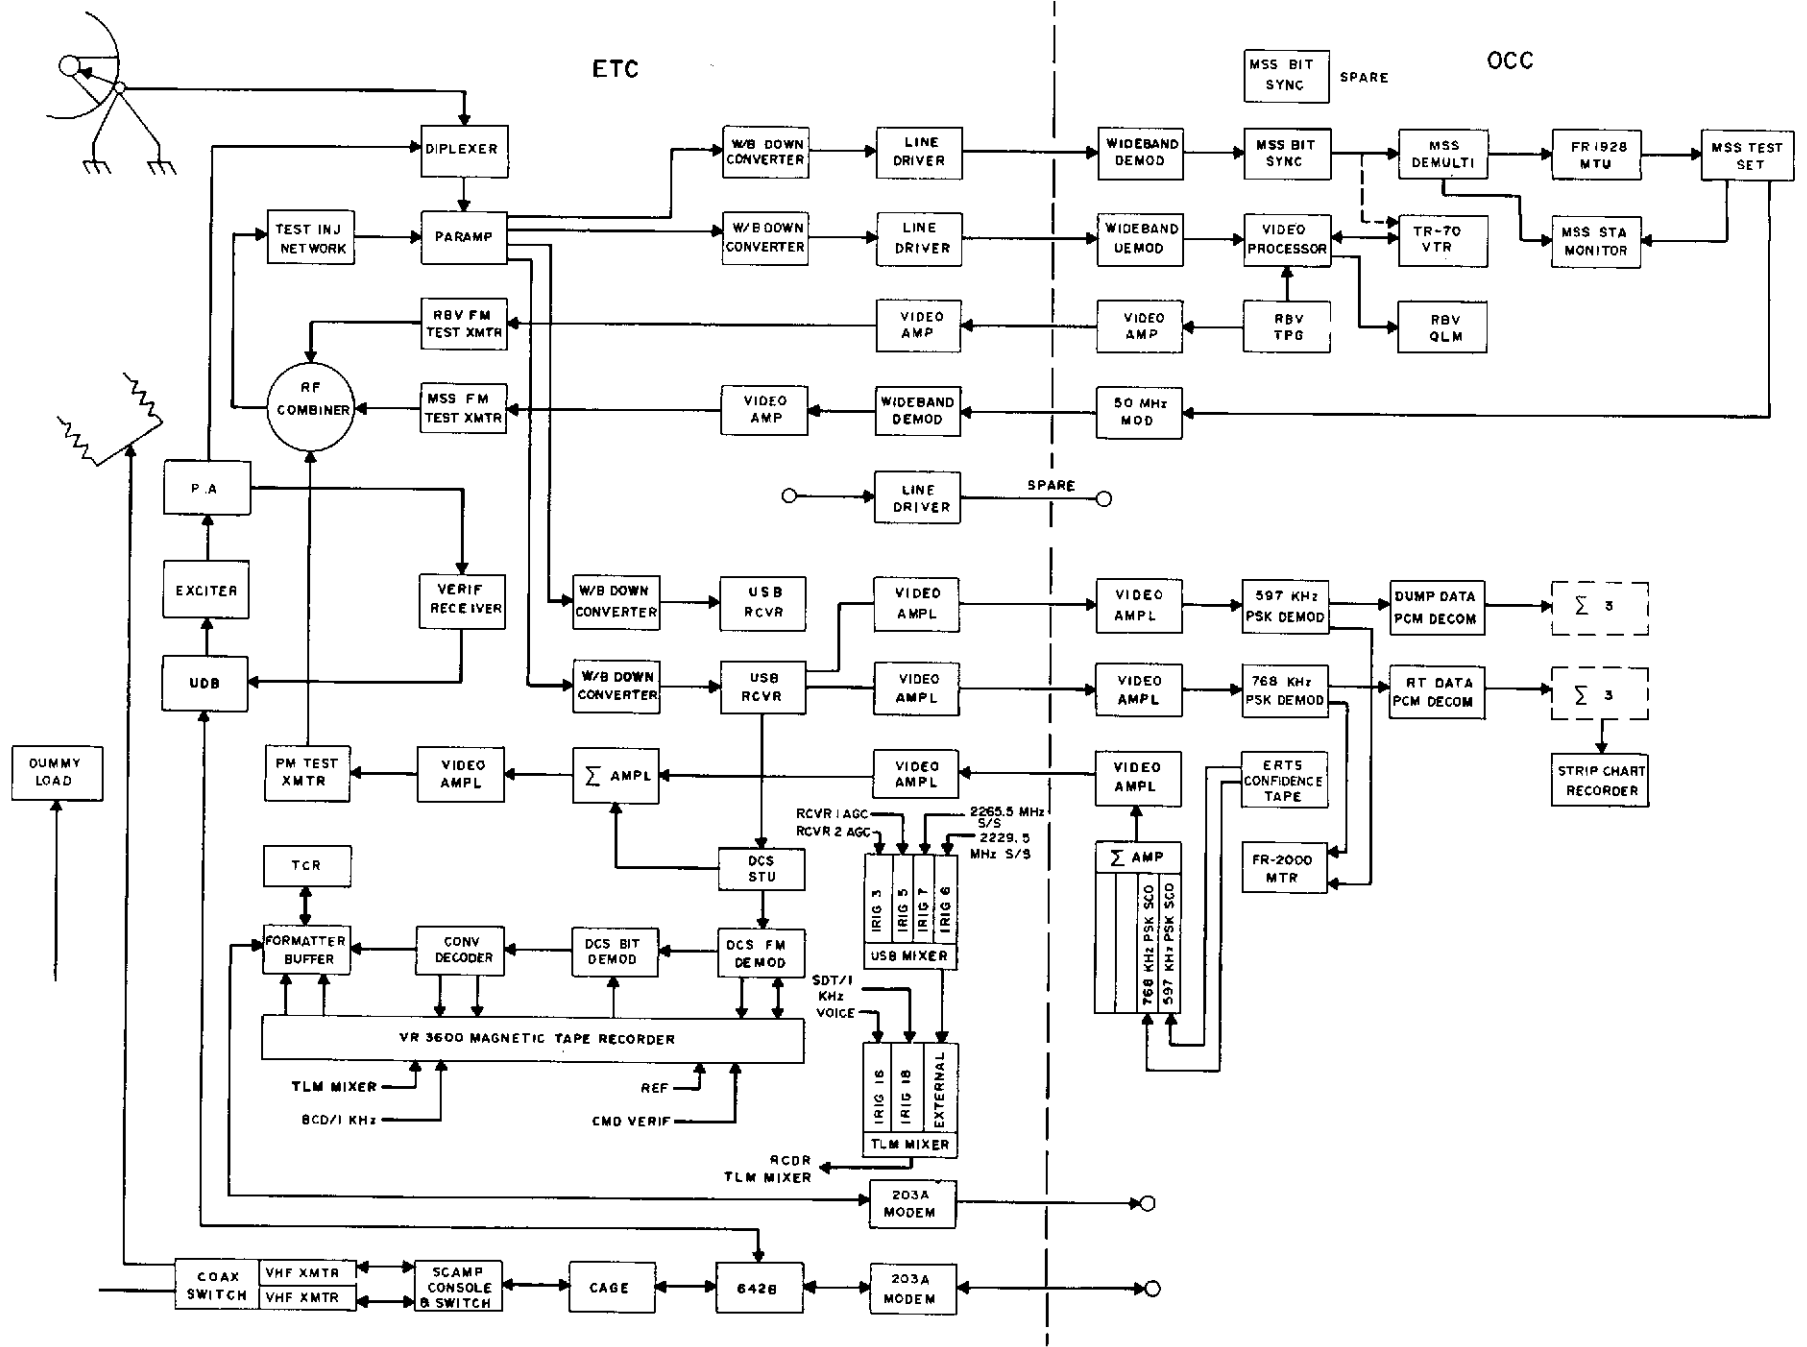 ETC
OCC
MSS BIT
SYNC
SPARE
DIPLEXER
W/B DOWN
CONVERTER
LINE
DRIVER
WIDEBAND
DEMOD
MSS BIT
SYNC
MSS
DEMULTI
FR 1928
MTU
MSS TEST
SET
TEST INJ
NETWORK
PARAMP
W/B DOWN
CONVERTER
LINE
DRIVER
WIDEBAND
DEMOD
VIDEO
PROCESSOR
TR-70
VTR
MSS STA
MONITOR
RBV FM
TEST XMTR
VIDEO
AMP
VIDEO
AMP
RBV
TPG
RBV
QLM
RF
COMBINER
MSS FM
TEST XMTR
VIDEO
AMP
WIDEBAND
DEMOD
50 MHz
MOD
P.A
LINE
DRIVER
SPARE
EXCITER
VERIF
RECEIVER
W/B DOWN
CONVERTER
USB
RCVR
VIDEO
AMPL
VIDEO
AMPL
597 KHz
PSK DEMOD
DUMP DATA
PCM DECOM
Σ 3
UDB
W/B DOWN
CONVERTER
USB
RCVR
VIDEO
AMPL
VIDEO
AMPL
768 KHz
PSK DEMOD
RT DATA
PCM DECOM
Σ 3
DUMMY
LOAD
PM TEST
XMTR
VIDEO
AMPL
Σ AMPL
VIDEO
AMPL
VIDEO
AMPL
ERTS
CONFIDENCE
TAPE
STRIP CHART
RECORDER
RCVR 1 AGC
RCVR 2 AGC
2265.5 MHz
S/S
2229.5
MHz S/S
TCR
DCS
STU
IRIG 3
IRIG 5
IRIG 7
IRIG 6
USB MIXER
Σ AMP
768 KHz PSK SCO
597 KHz PSK SCO
FR-2000
MTR
FORMATTER
BUFFER
CONV
DECODER
DCS BIT
DEMOD
DCS FM
DEMOD
SDT/1
KHz
VOICE
VR 3600 MAGNETIC TAPE RECORDER
TLM MIXER
BCD/1 KHz
REF
CMD VERIF
IRIG 16
IRIG 18
EXTERNAL
TLM MIXER
RCDR
TLM MIXER
203A
MODEM
COAX
SWITCH
VHF XMTR
VHF XMTR
SCAMP
CONSOLE
& SWITCH
CAGE
642B
203A
MODEM